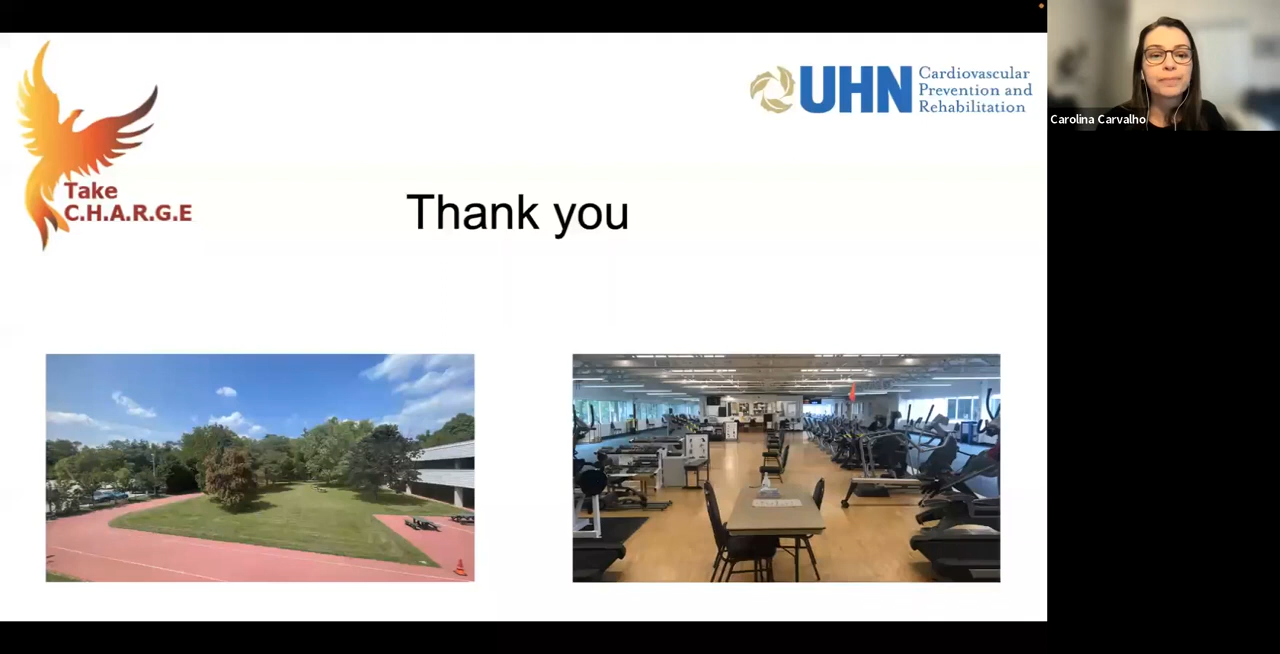 Take
C.H.A.R.G.E
UHN
Cardiovascular
Prevention and
Rehabilitation
Carolina Carvalho
Thank you